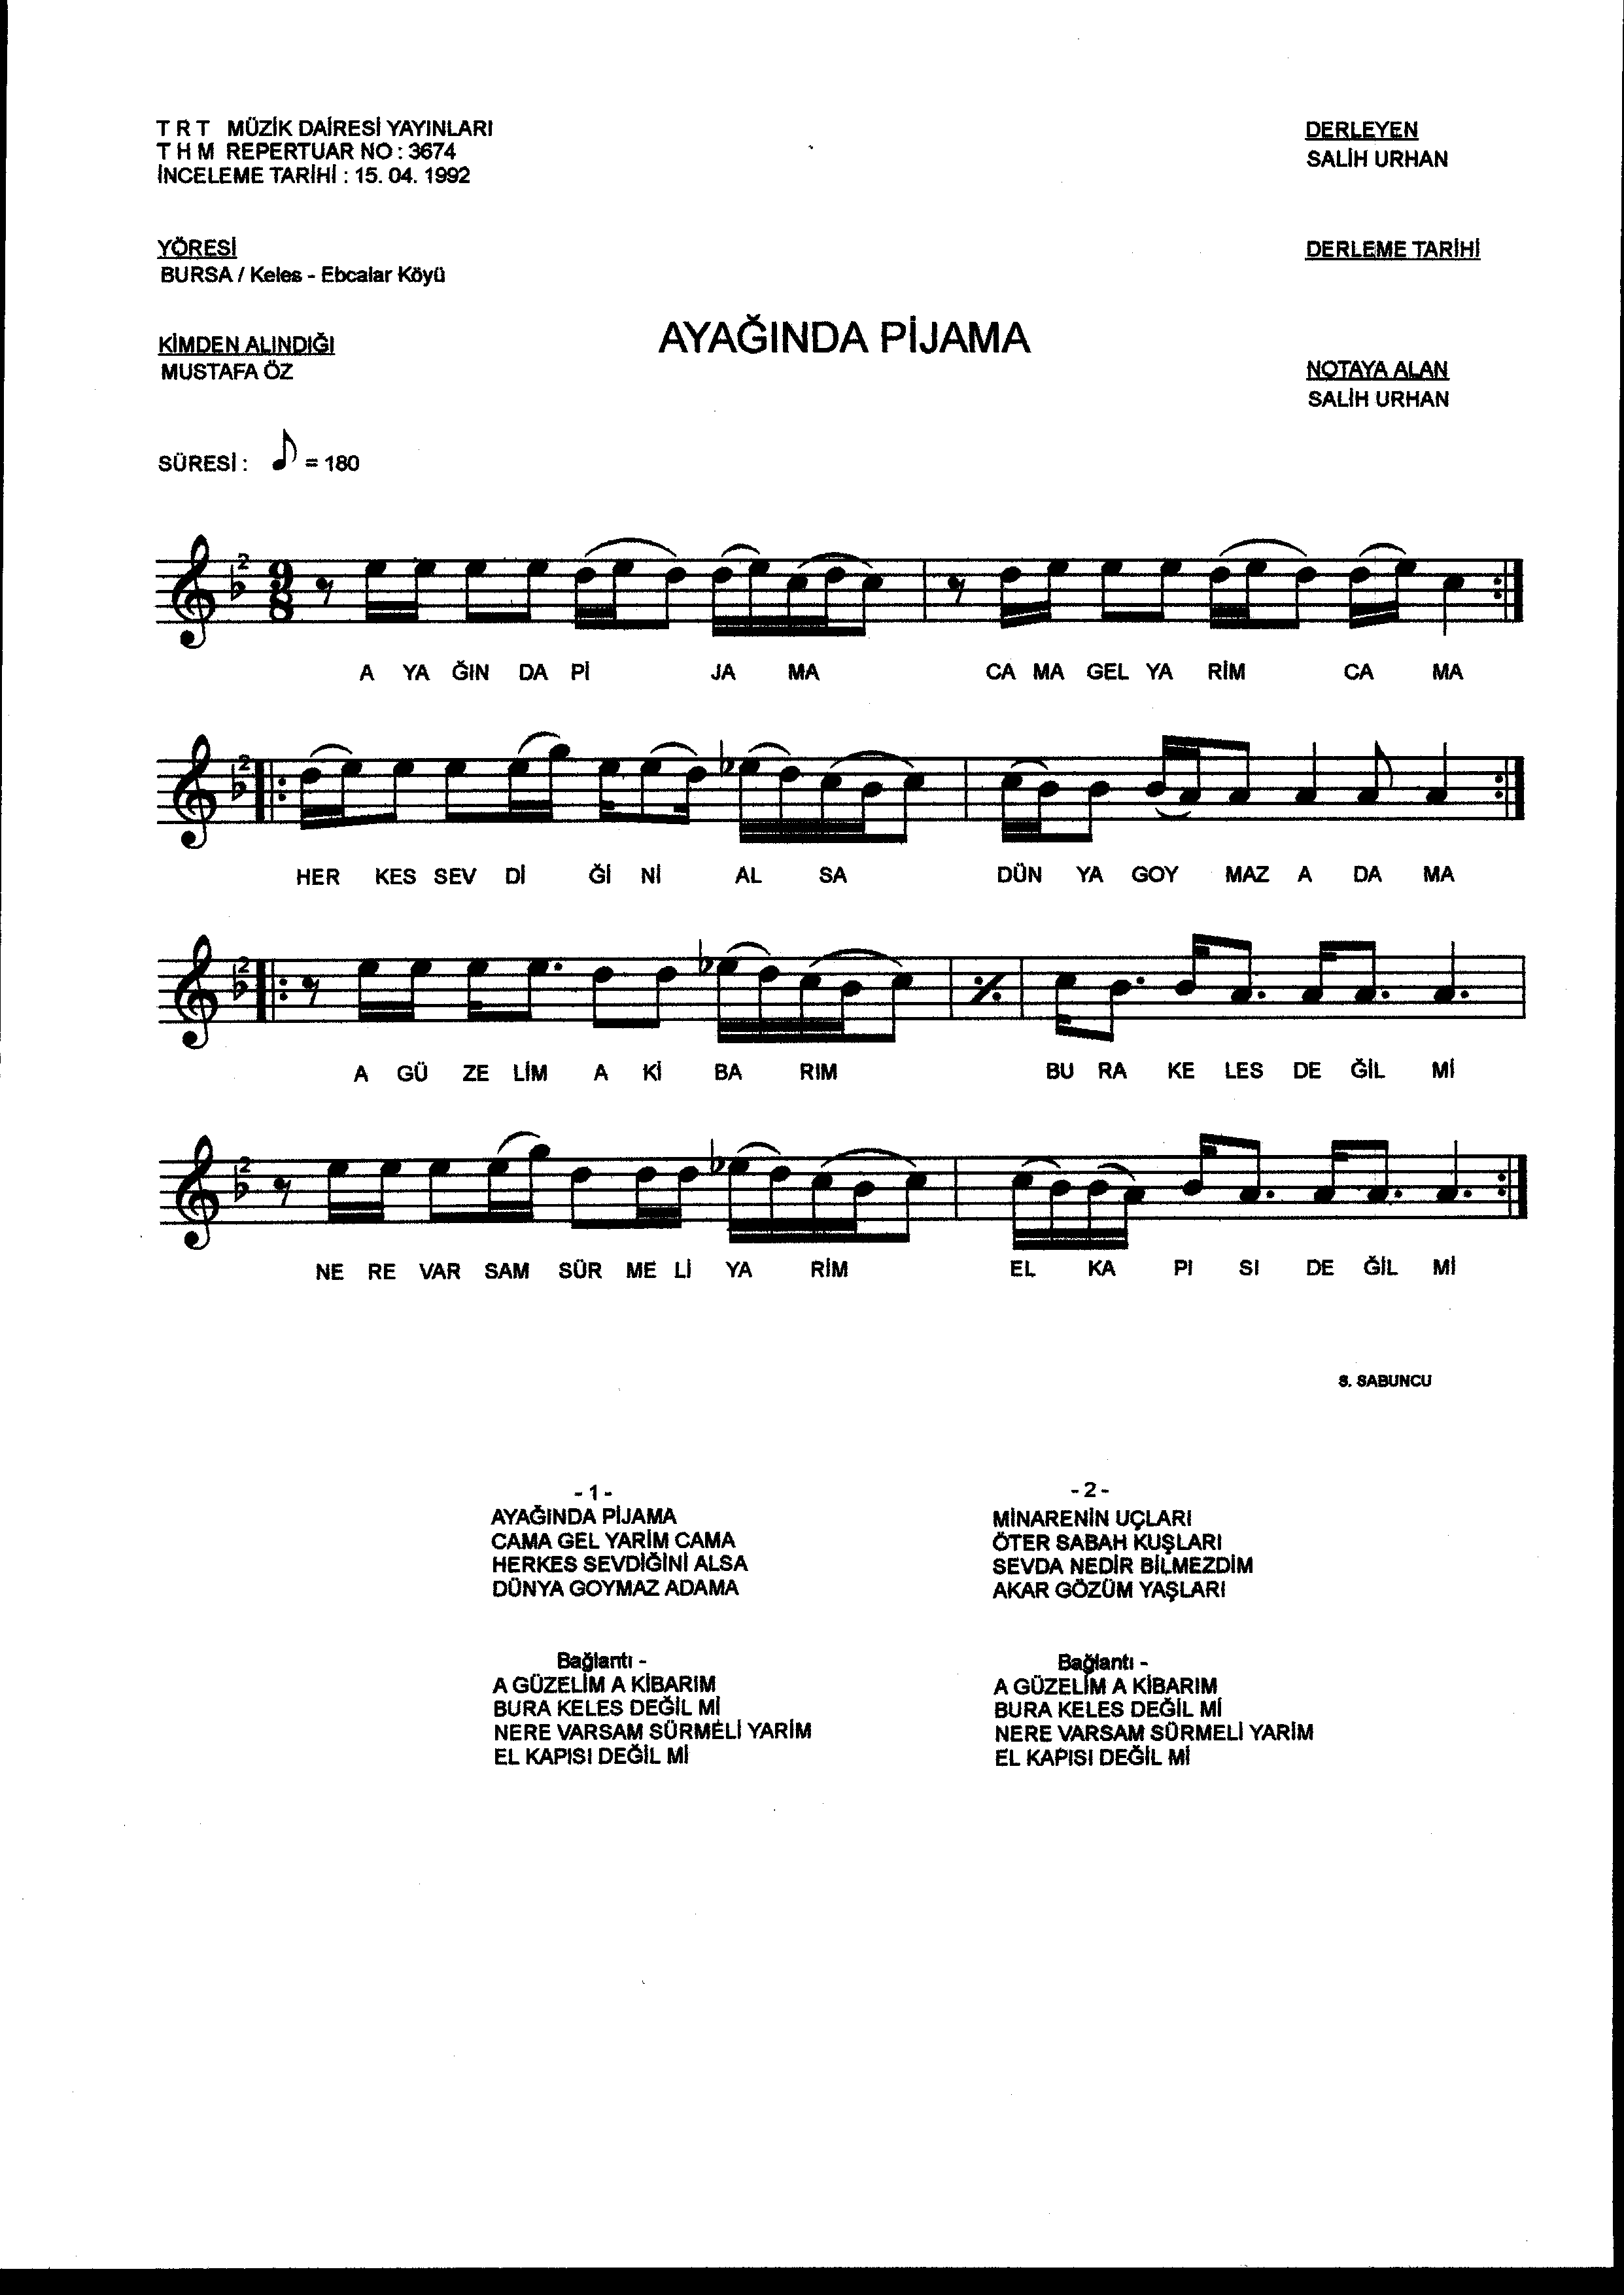 T R T MÜZİK DAİRESİ YAYINLARI
T H M REPERTUAR NO : 3674
İNCELEME TARİHİ : 15. 04. 1992
DERLEYEN
SALİH URHAN
YÖRESİ
BURSA / Keles - Ebcalar Köyü
DERLEME TARİHİ
KİMDEN ALINDIĞI
MUSTAFA ÖZ
AYAĞINDA PİJAMA
NOTAYA ALAN
SALİH URHAN
SÜRESİ : ♪ = 180
2 9 8
A YA ĞIN DA Pİ JA MA CA MA GEL YA RİM CA MA
2
HER KES SEV Dİ Ğİ Nİ AL SA DÜN YA GOY MAZ A DA MA
2
A GÜ ZE LİM A Kİ BA RIM BU RA KE LES DE ĞİL Mİ
2
NE RE VAR SAM SÜR ME Lİ YA RİM EL KA PI SI DE ĞİL Mİ
S. SABUNCU
- 1 -
AYAĞINDA PİJAMA
CAMA GEL YARİM CAMA
HERKES SEVDİĞİNİ ALSA
DÜNYA GOYMAZ ADAMA
Bağlantı -
A GÜZELİM A KİBARIM
BURA KELES DEĞİL Mİ
NERE VARSAM SÜRMELİ YARİM
EL KAPISI DEĞİL Mİ
- 2 -
MİNARENİN UÇLARI
ÖTER SABAH KUŞLARI
SEVDA NEDİR BİLMEZDİM
AKAR GÖZÜM YAŞLARI
Bağlantı -
A GÜZELİM A KİBARIM
BURA KELES DEĞİL Mİ
NERE VARSAM SÜRMELİ YARİM
EL KAPISI DEĞİL Mİ